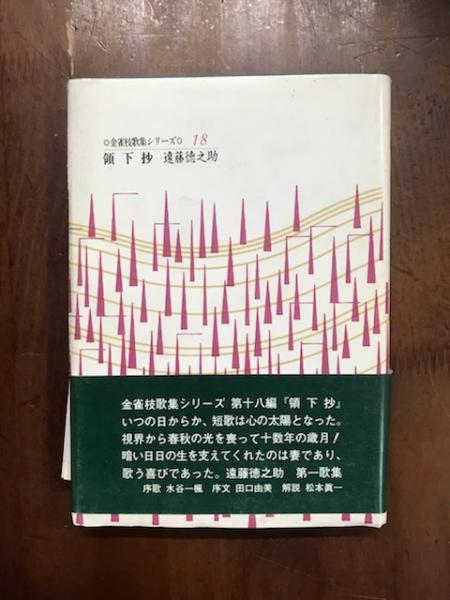 ○金雀枝歌集シリーズ○ 18
領下抄 遠藤徳之助
金雀枝歌集シリーズ 第十八編『領下抄』
いつの日からか、短歌は心の太陽となった。
視界から春秋の光を喪って十数年の歳月!
暗い日日の生を支えてくれたのは妻であり、
歌う喜びであった。遠藤徳之助 第一歌集
序歌 水谷一楓 序文 田口由美 解説 松本眞一